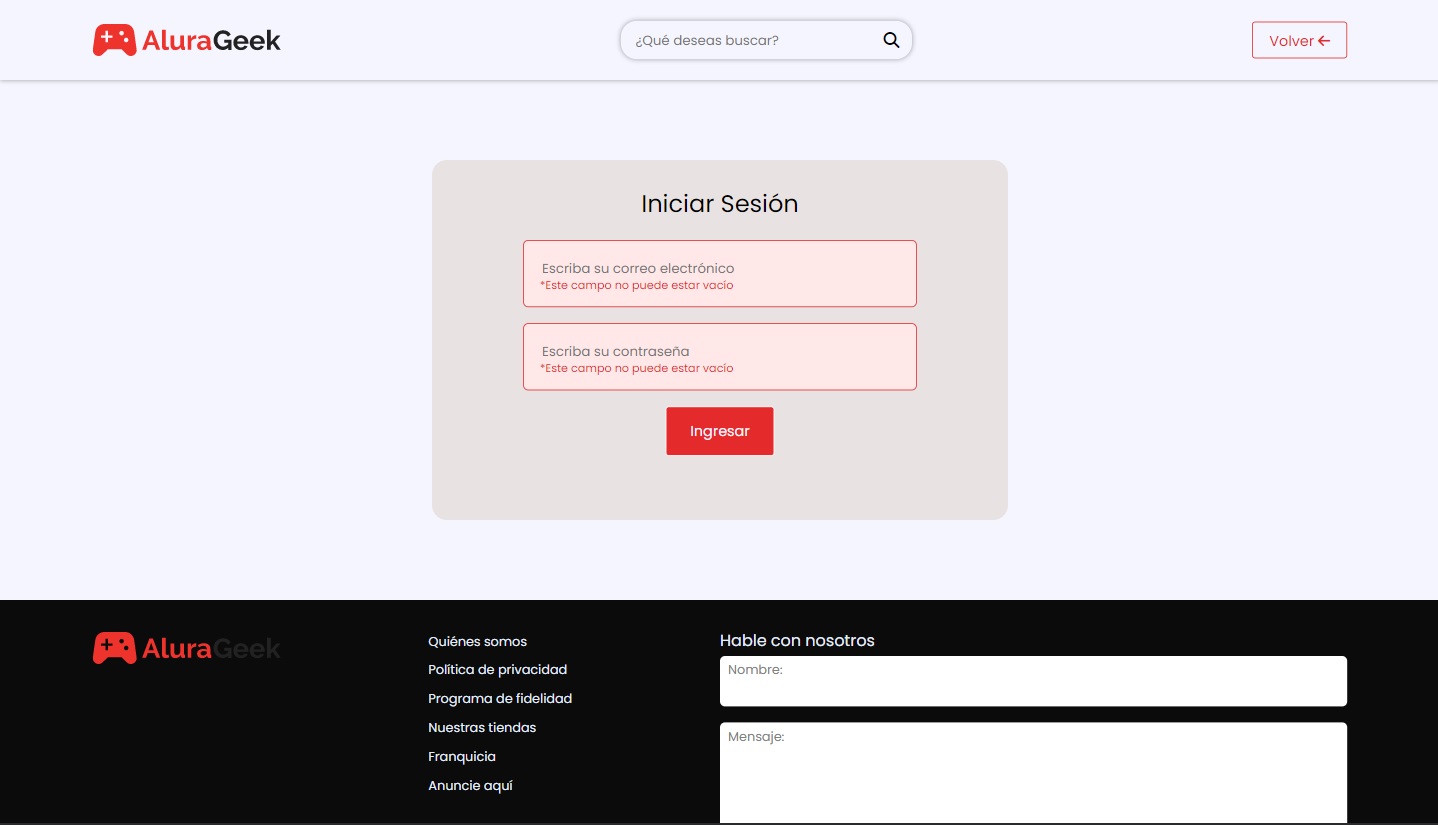 AluraGeek
¿Qué deseas buscar?
Volver
Iniciar Sesión
Escriba su correo electrónico
*Este campo no puede estar vacío
Escriba su contraseña
*Este campo no puede estar vacío
Ingresar
AluraGeek
Quiénes somos
Política de privacidad
Programa de fidelidad
Nuestras tiendas
Franquicia
Anuncie aquí
Hable con nosotros
Nombre:
Mensaje: